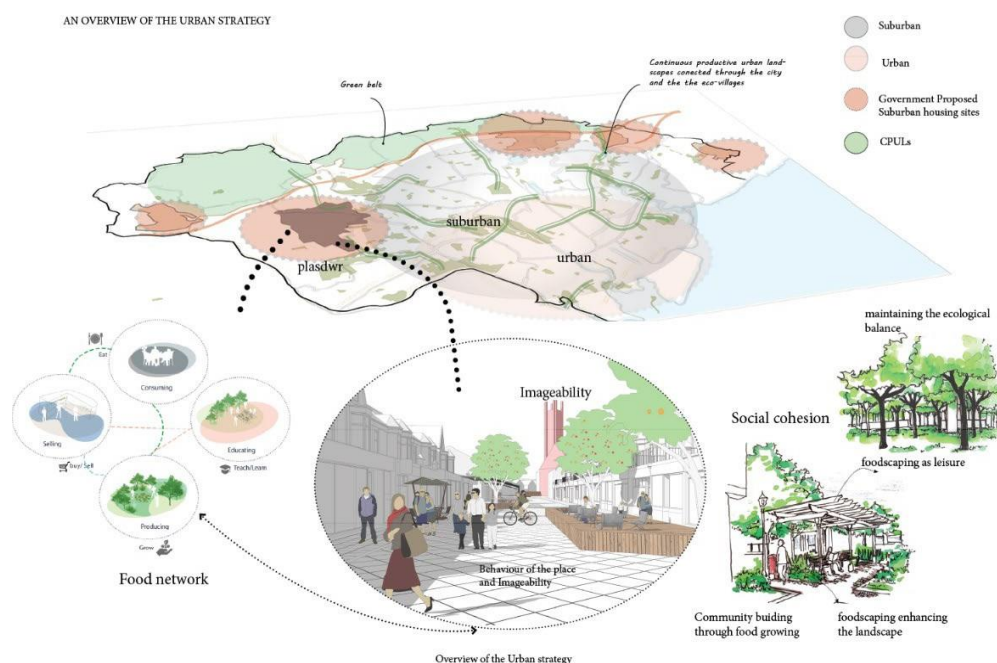 AN OVERVIEW OF THE URBAN STRATEGY
Suburban
Urban
Government Proposed
Suburban housing sites
CPULs
Green belt
Continuous productive urban land-
scapes conected through the city
and the the eco-villages
suburban
urban
plasdwr
Eat
Consuming
Selling
buy/ Sell
Educating
Teach/Learn
Producing
Grow
Food network
Imageability
Behaviour of the place
and Imageability
Social cohesion
maintaining the ecological
balance
foodscaping as leisure
Community buiding
through food growing
foodscaping enhancing
the landscape
Overview of the Urban strategy